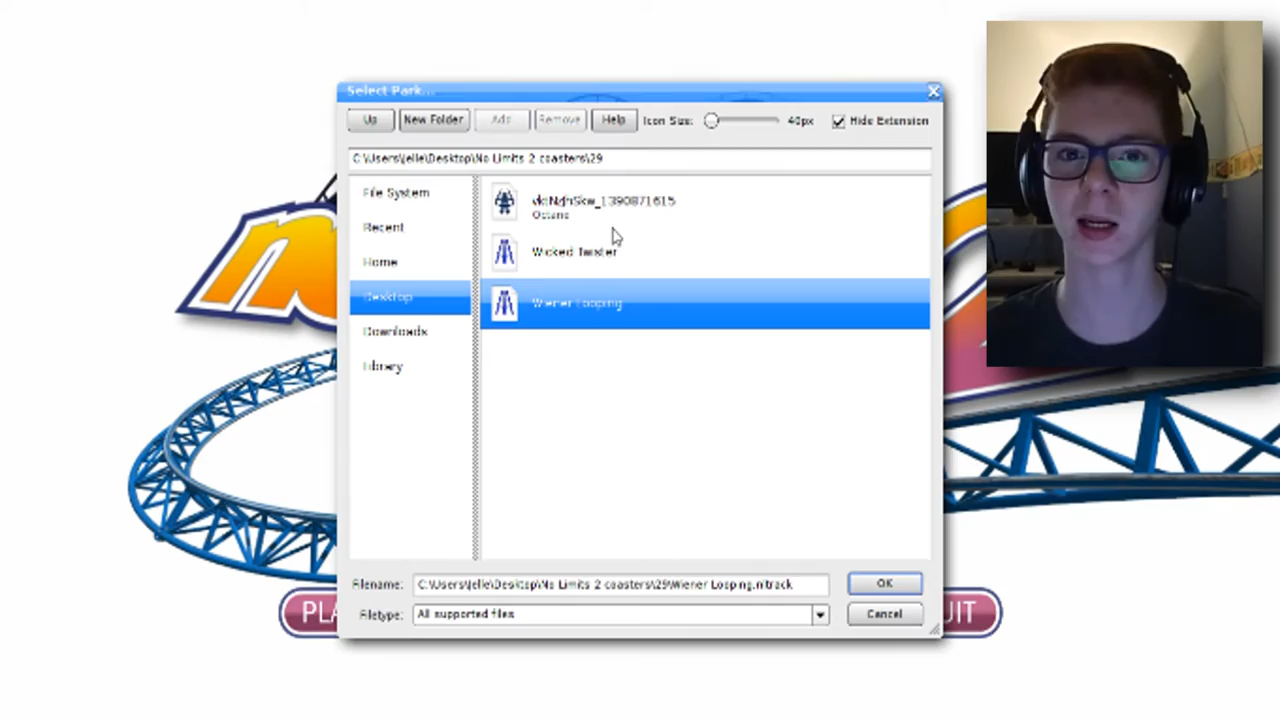 Select Park...
Up New Folder Add Remove Help Icon Size: 40px Hide Extension
C:\Users\Jelle\Desktop\No Limits 2 coasters\29
File System
Recent
Home
Desktop
Downloads
Library
Octane
Wicked Twister
Wiener Looping
Filename: C:\Users\Jelle\Desktop\No Limits 2 coasters\29\Wiener Looping.nltrack OK
Filetype: All supported files Cancel